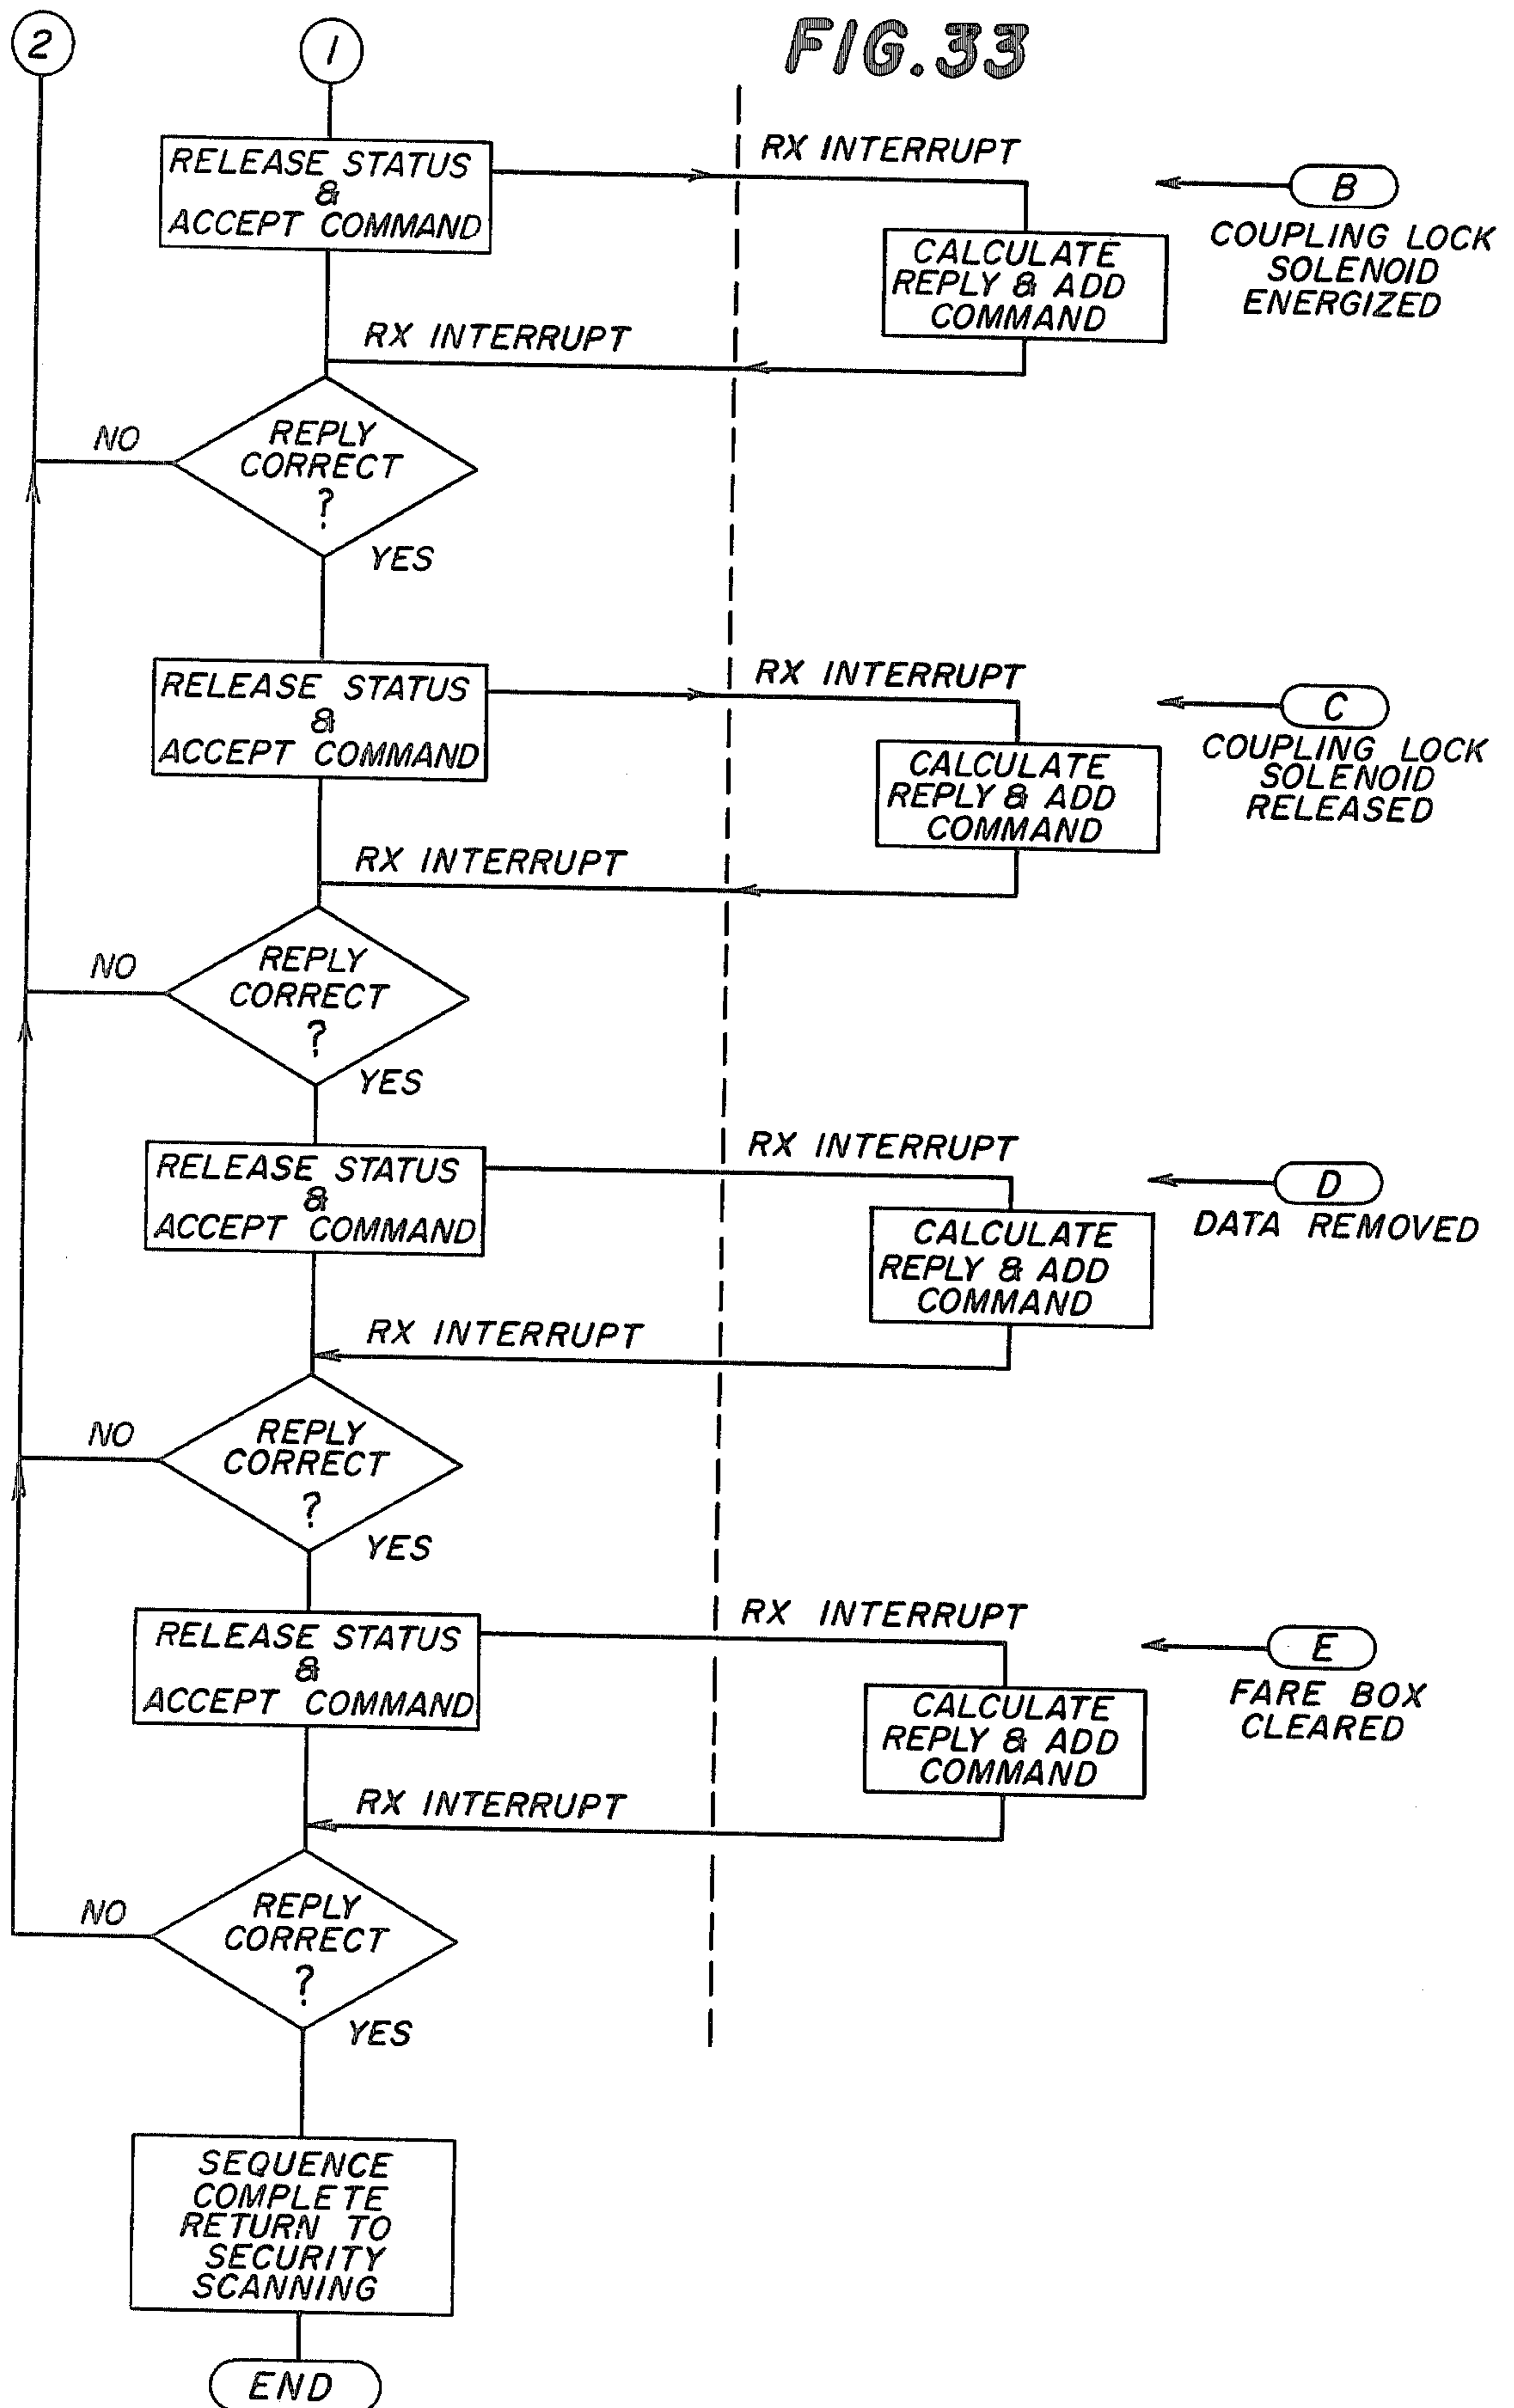 2
1
FIG. 33
RELEASE STATUS
&
ACCEPT COMMAND
RX INTERRUPT
B
COUPLING LOCK
SOLENOID
ENERGIZED
CALCULATE
REPLY & ADD
COMMAND
RX INTERRUPT
REPLY
CORRECT
?
NO
YES
RELEASE STATUS
&
ACCEPT COMMAND
RX INTERRUPT
C
COUPLING LOCK
SOLENOID
RELEASED
CALCULATE
REPLY & ADD
COMMAND
RX INTERRUPT
REPLY
CORRECT
?
NO
YES
RELEASE STATUS
&
ACCEPT COMMAND
RX INTERRUPT
D
DATA REMOVED
CALCULATE
REPLY & ADD
COMMAND
RX INTERRUPT
REPLY
CORRECT
?
NO
YES
RELEASE STATUS
&
ACCEPT COMMAND
RX INTERRUPT
E
FARE BOX
CLEARED
CALCULATE
REPLY & ADD
COMMAND
RX INTERRUPT
REPLY
CORRECT
?
NO
YES
SEQUENCE
COMPLETE
RETURN TO
SECURITY
SCANNING
END